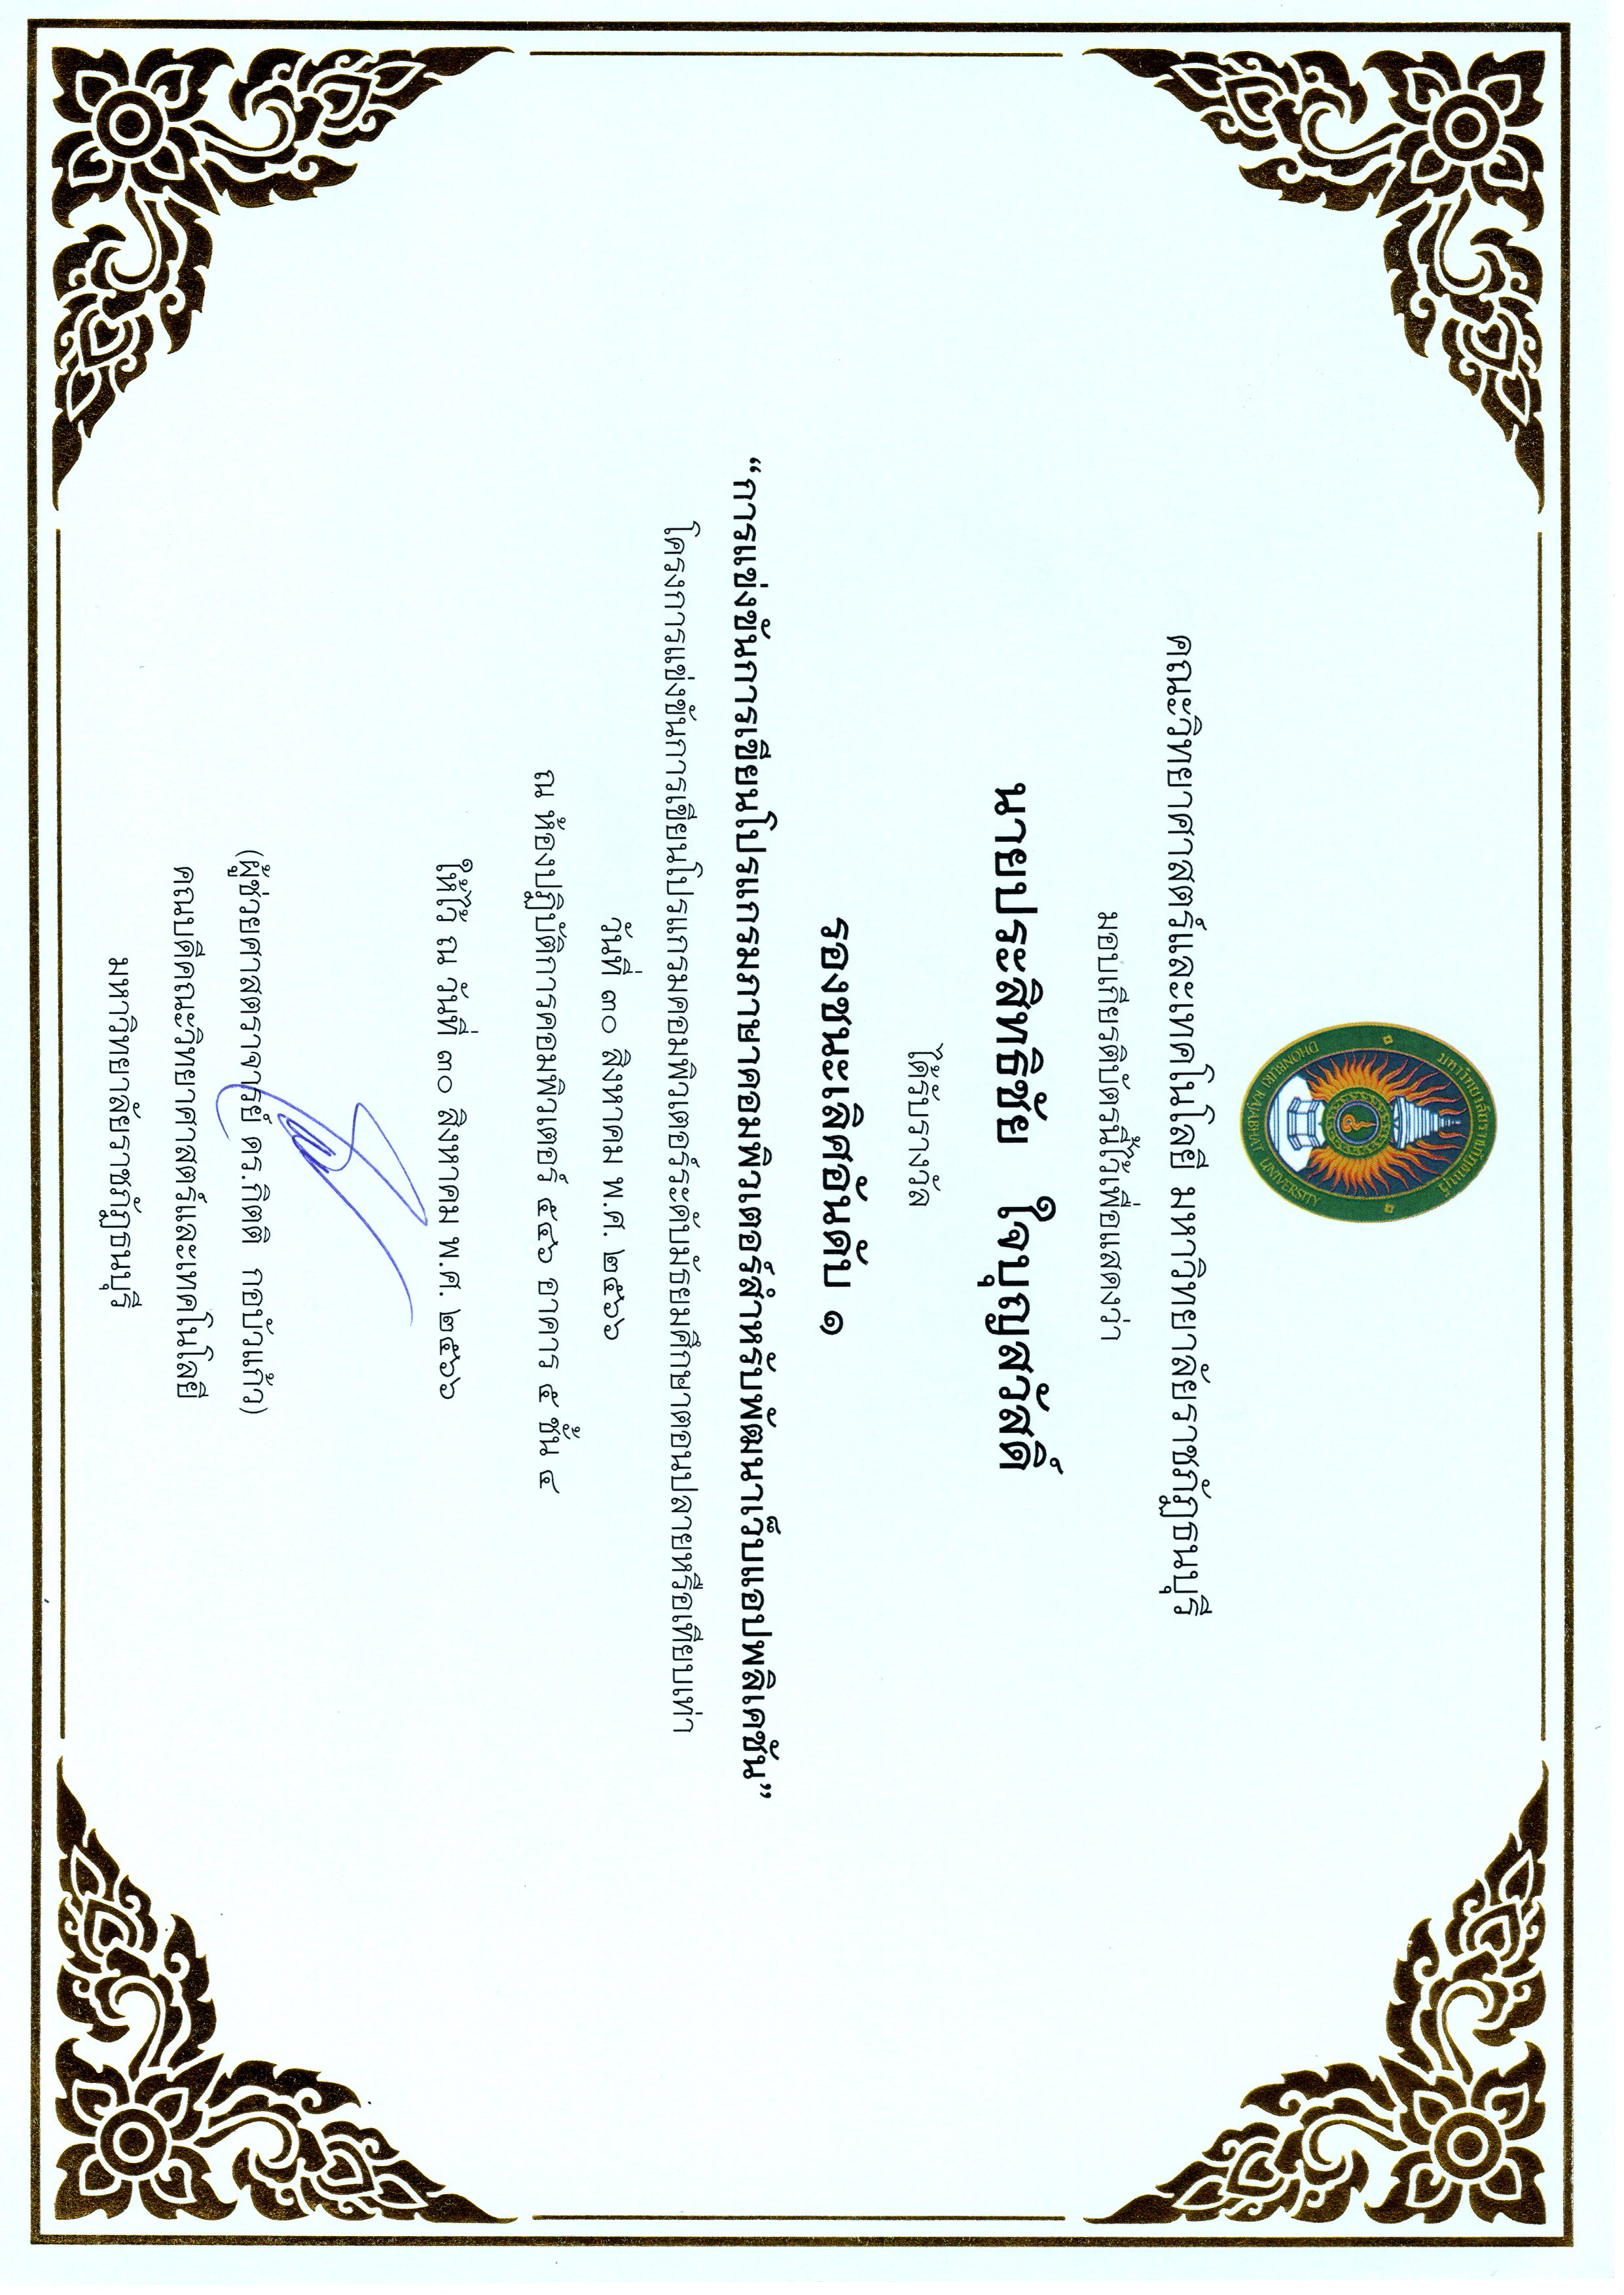 มหาวิทยาลัยราชภัฏธนบุรี
DHONBURI RAJABHAT UNIVERSITY
คณะวิทยาศาสตร์และเทคโนโลยี มหาวิทยาลัยราชภัฏธนบุรี
มอบเกียรติบัตรนี้ไว้เพื่อแสดงว่า
นายประสิทธิชัย ใจบุญสวัสดิ์
ได้รับรางวัล
รองชนะเลิศอันดับ ๑
“การแข่งขันการเขียนโปรแกรมภาษาคอมพิวเตอร์สำหรับพัฒนาเว็บแอปพลิเคชัน”
โครงการแข่งขันการเขียนโปรแกรมคอมพิวเตอร์ระดับมัธยมศึกษาตอนปลายหรือเทียบเท่า
วันที่ ๓๐ สิงหาคม พ.ศ. ๒๕๖๖
ณ ห้องปฏิบัติการคอมพิวเตอร์ ๕๔๖ อาคาร ๕ ชั้น ๔
ให้ไว้ ณ วันที่ ๓๐ สิงหาคม พ.ศ. ๒๕๖๖
(ผู้ช่วยศาสตราจารย์ ดร.กิตติ กอบัวแก้ว)
คณบดีคณะวิทยาศาสตร์และเทคโนโลยี
มหาวิทยาลัยราชภัฏธนบุรี